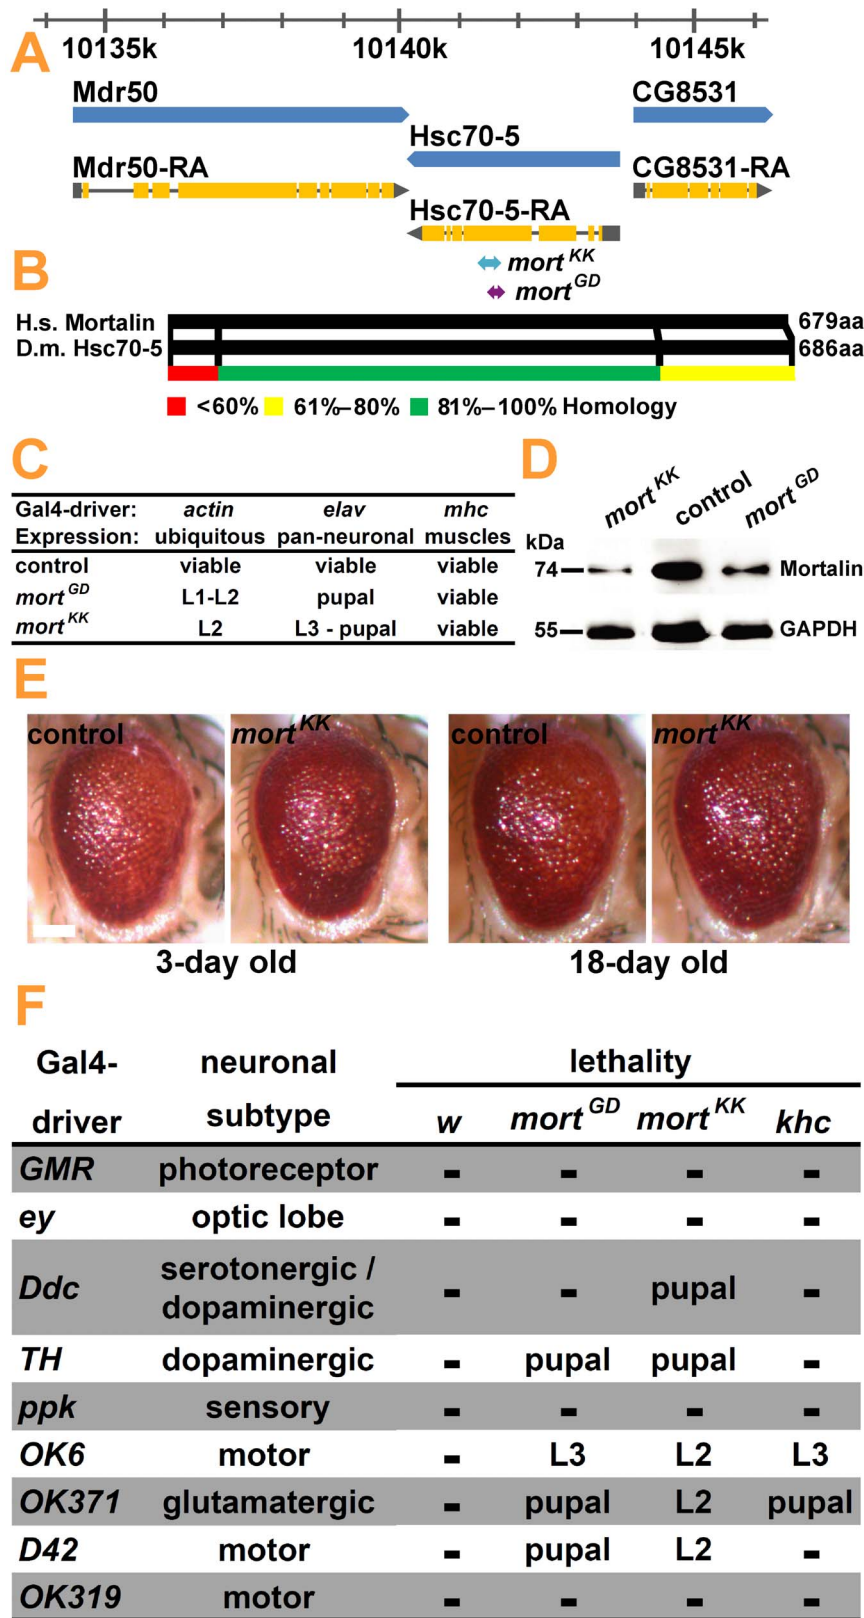 10135k 10140k 10145k
A
Mdr50 CG8531
Hsc70-5
Mdr50-RA CG8531-RA
Hsc70-5-RA
mort KK
mort GD
B
H.s. Mortalin 679aa
D.m. Hsc70-5 686aa
<60% 61%–80% 81%–100% Homology
C
Gal4-driver: actin elav mhc
Expression: ubiquitous pan-neuronal muscles
control viable viable viable
mort GD L1-L2 pupal viable
mort KK L2 L3 - pupal viable
D
mort KK control mort GD
kDa
74 Mortalin
55 GAPDH
E
control mort KK control mort KK
3-day old 18-day old
F
Gal4- neuronal lethality
driver subtype w mort GD mort KK khc
GMR photoreceptor - - - -
ey optic lobe - - - -
serotonergic /
Ddc - - pupal -
dopaminergic
TH dopaminergic - pupal pupal -
ppk sensory - - - -
OK6 motor - L3 L2 L3
OK371 glutamatergic - pupal L2 pupal
D42 motor - pupal L2 -
OK319 motor - - - -